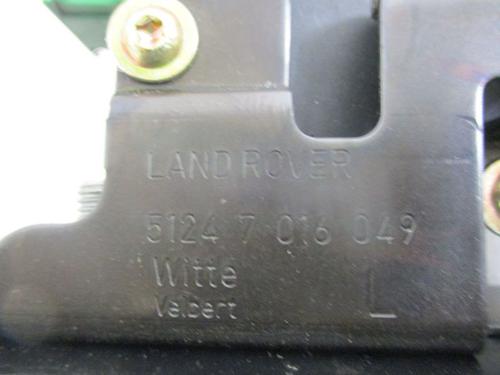 LAND ROVER
5124 7 016 049
Witte
Velbert L